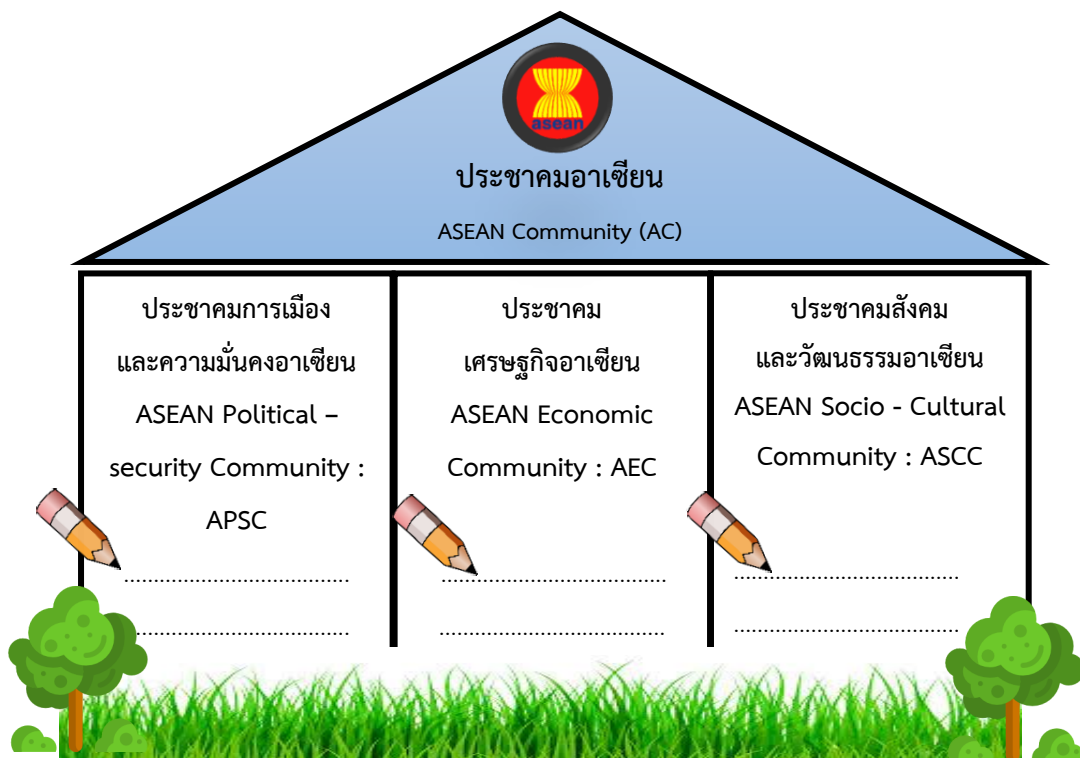 asean
ประชาคมอาเซียน
ASEAN Community (AC)
ประชาคมการเมือง
และความมั่นคงอาเซียน
ASEAN Political –
security Community :
APSC
.................................
.................................
ประชาคม
เศรษฐกิจอาเซียน
ASEAN Economic
Community : AEC
.................................
.................................
ประชาคมสังคม
และวัฒนธรรมอาเซียน
ASEAN Socio - Cultural
Community : ASCC
.................................
.................................